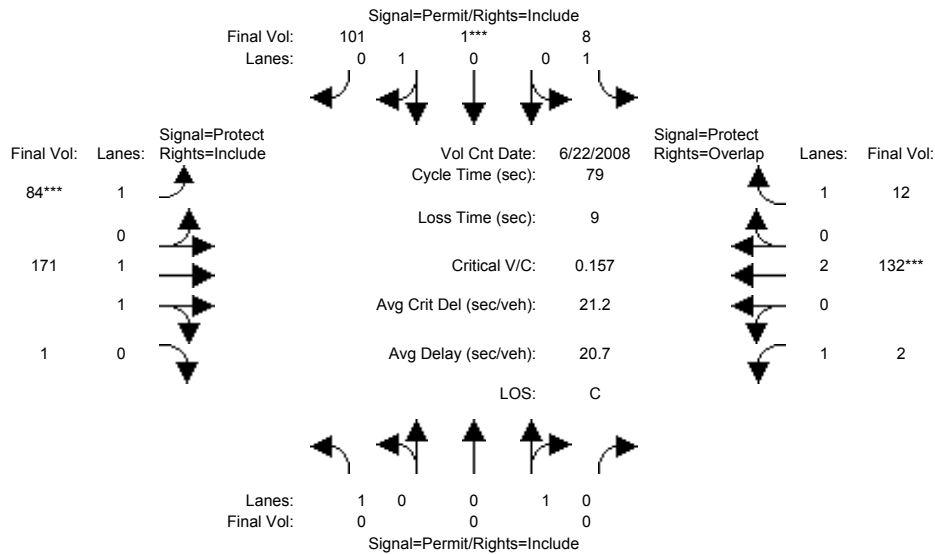 Signal=Permit/Rights=Include
Final Vol: 101 1*** 8
Lanes: 0 1 0 0 1
Signal=Protect
Final Vol: Lanes: Rights=Include
Vol Cnt Date: 6/22/2008
Signal=Protect
Rights=Overlap Lanes: Final Vol:
Cycle Time (sec): 79
84*** 1
1 12
Loss Time (sec): 9
0
0
171 1
Critical V/C: 0.157
2 132***
1
Avg Crit Del (sec/veh): 21.2
0
1 0
Avg Delay (sec/veh): 20.7
1 2
LOS: C
Lanes: 1 0 0 1 0
Final Vol: 0 0 0
Signal=Permit/Rights=Include